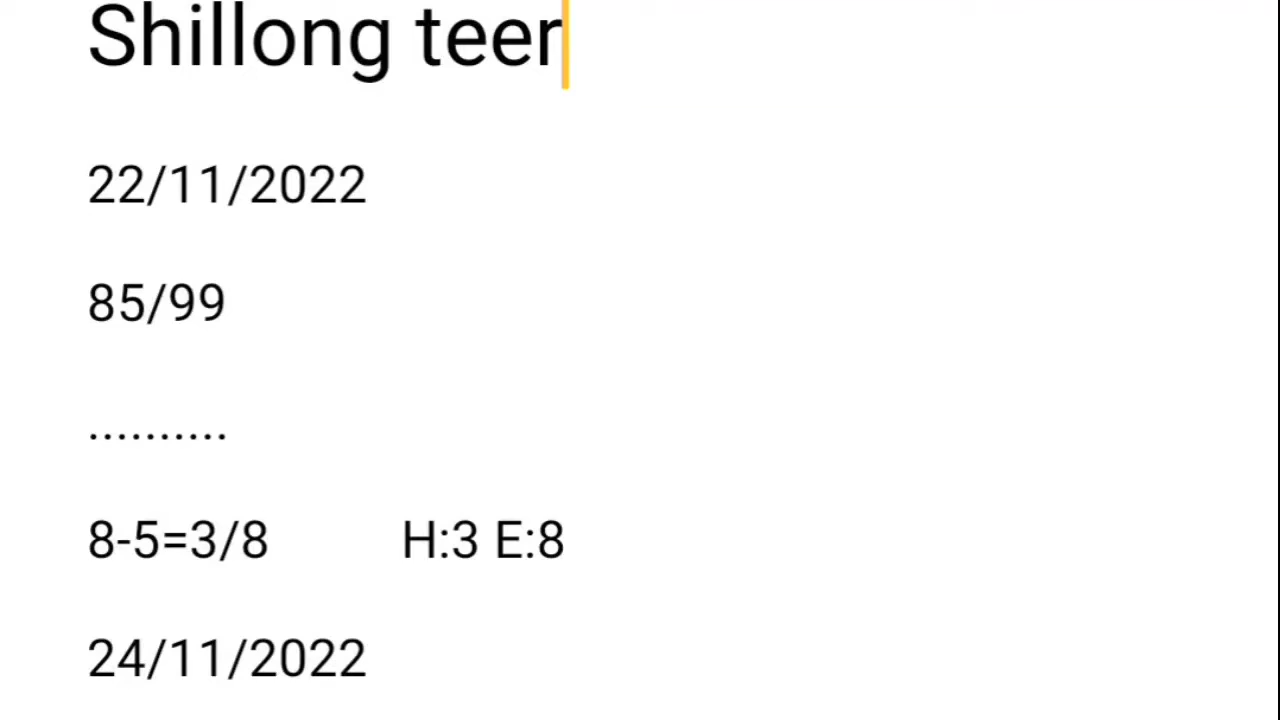 Shillong teer
22/11/2022
85/99
..........
8-5=3/8 H:3 E:8
24/11/2022